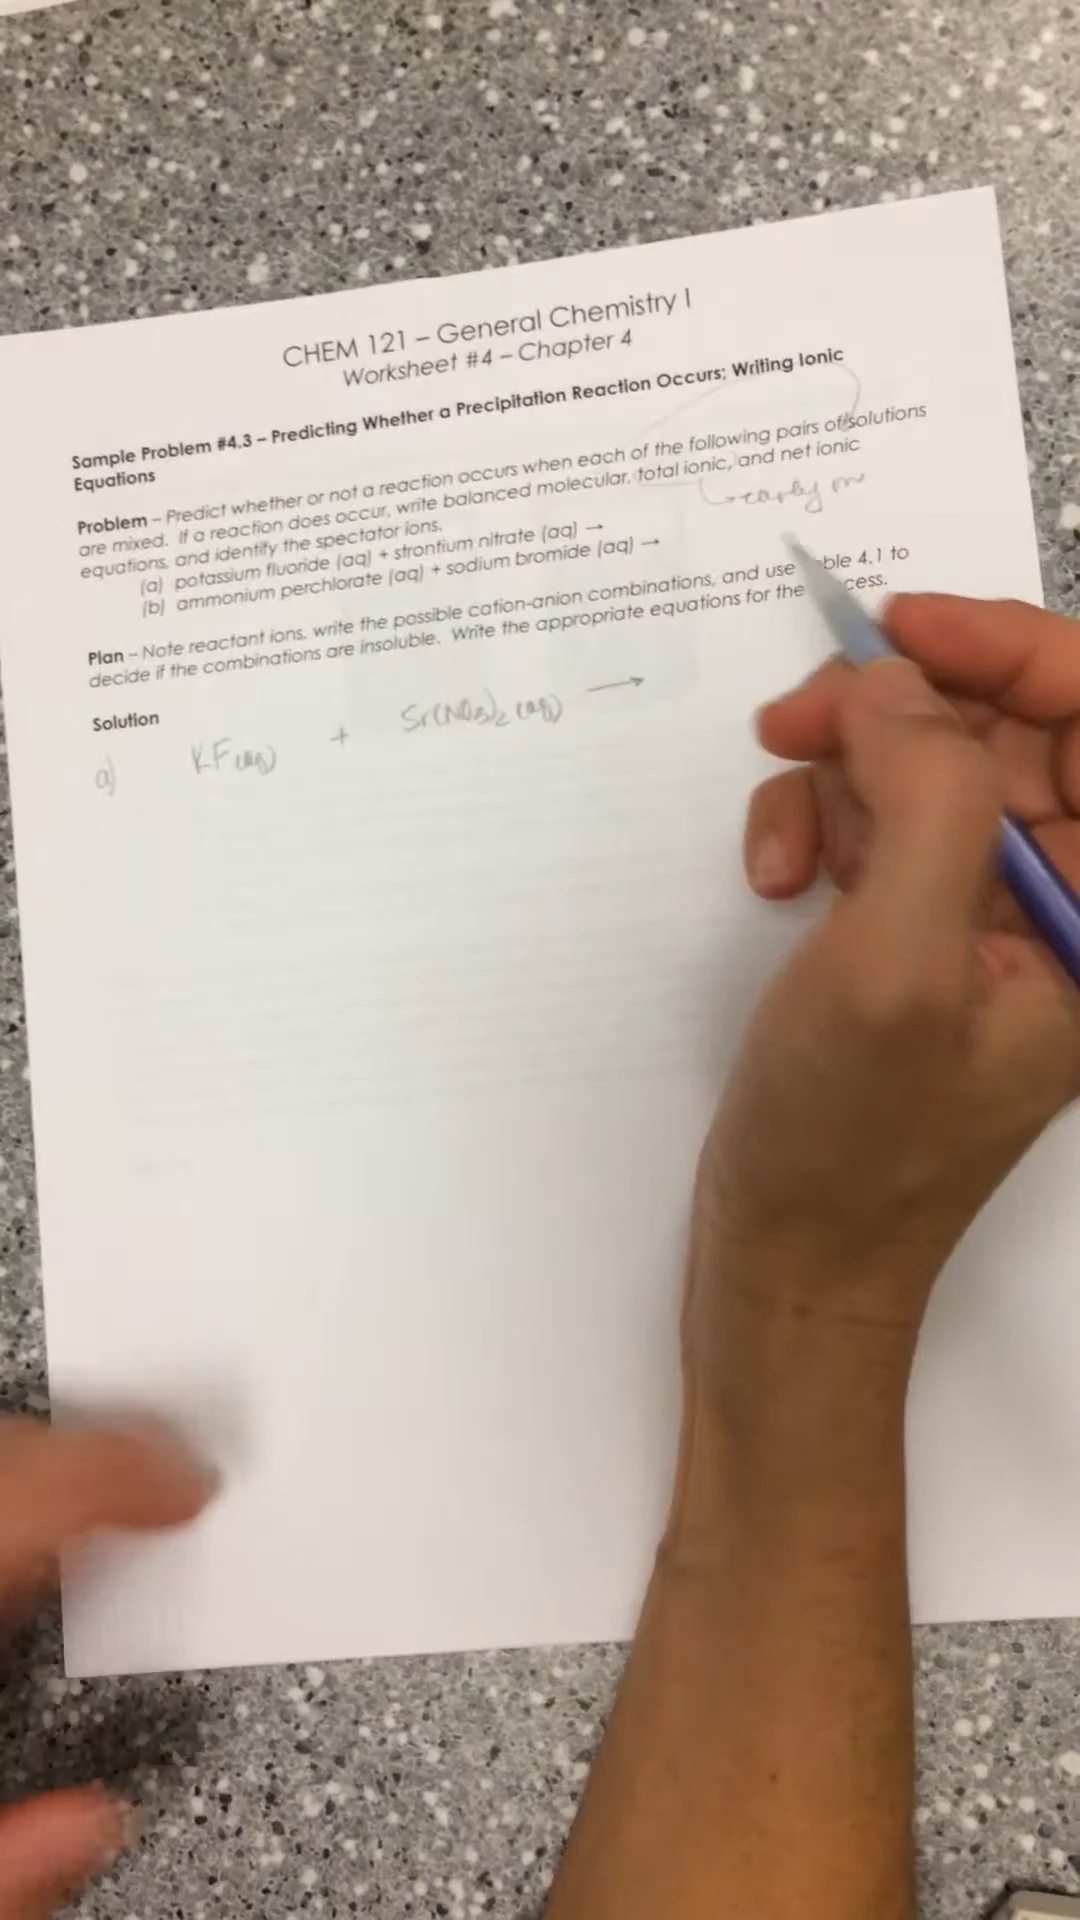 CHEM 121 – General Chemistry I
Worksheet #4 – Chapter 4
Sample Problem #4.3 – Predicting Whether a Precipitation Reaction Occurs; Writing Ionic
Equations
Problem – Predict whether or not a reaction occurs when each of the following pairs of solutions
are mixed. If a reaction does occur, write balanced molecular, total ionic, and net ionic
equations, and identify the spectator ions.
early
(a) potassium fluoride (aq) + strontium nitrate (aq) →
(b) ammonium perchlorate (aq) + sodium bromide (aq) →
Plan – Note reactant ions, write the possible cation-anion combinations, and use 4.1 to
decide if the combinations are insoluble. Write the appropriate equations for the
Solution
a) KF(aq) + Sr(NO3)2 (aq) →